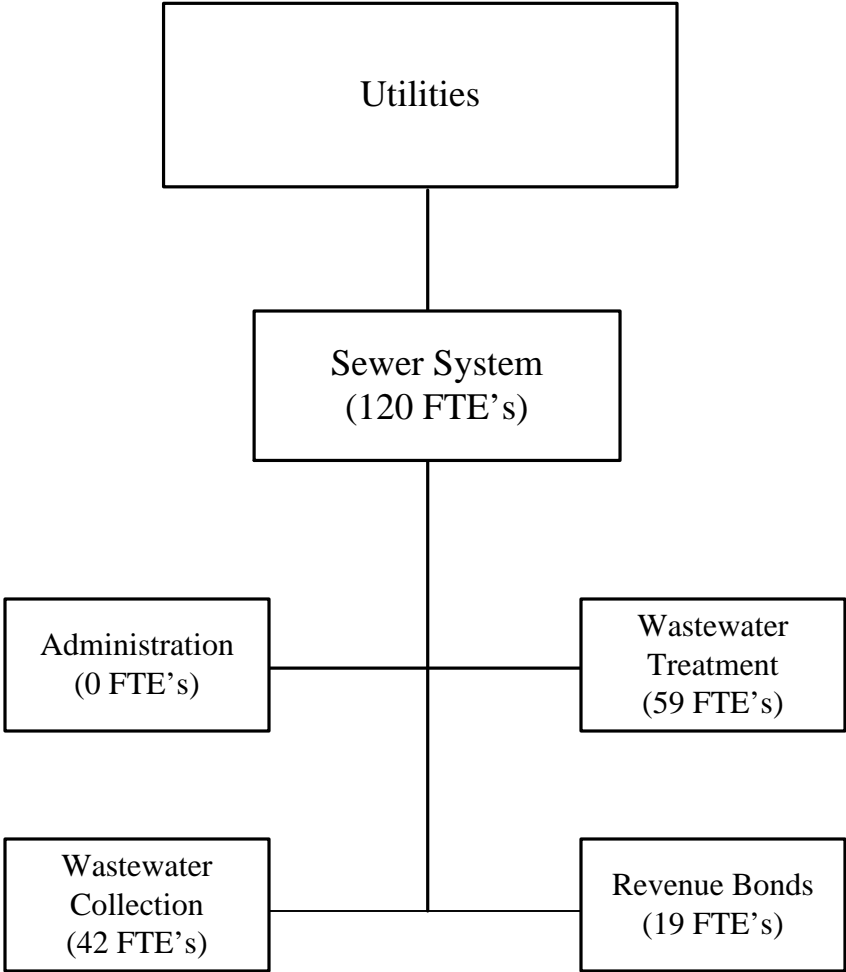 Utilities
Sewer System
(120 FTE’s)
Administration
(0 FTE’s)
Wastewater
Treatment
(59 FTE’s)
Wastewater
Collection
(42 FTE’s)
Revenue Bonds
(19 FTE’s)